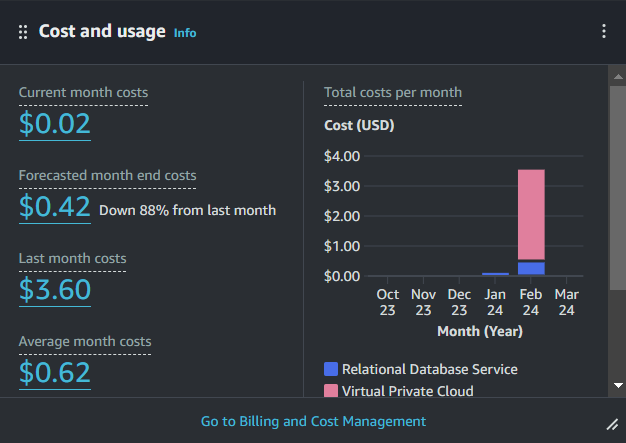 Cost and usage Info
Current month costs
$0.02
Forecasted month end costs
$0.42 Down 88% from last month
Last month costs
$3.60
Average month costs
$0.62
Total costs per month
Cost (USD)
$4.00
$3.00
$2.00
$1.00
$0.00
Oct Nov Dec Jan Feb Mar
23 23 23 24 24 24
Month (Year)
Relational Database Service
Virtual Private Cloud
Go to Billing and Cost Management